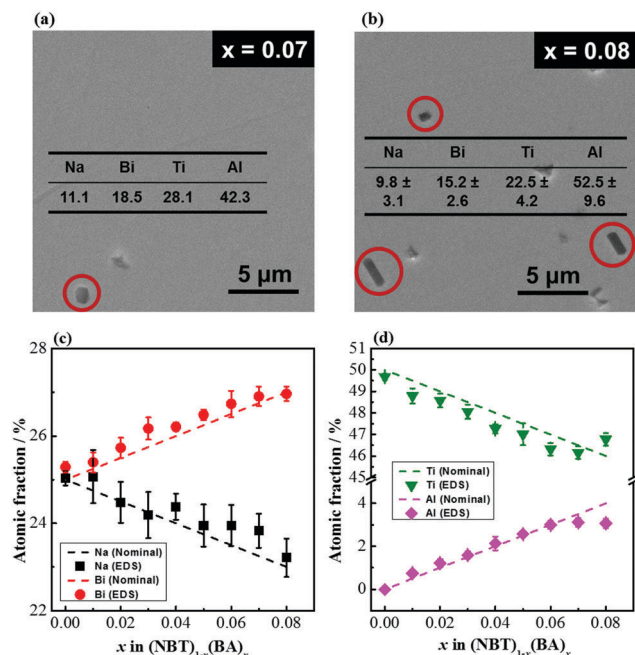 (a)
x = 0.07
Na Bi Ti Al
11.1 18.5 28.1 42.3
5 µm
(b)
x = 0.08
Na Bi Ti Al
9.8 ± 15.2 ± 22.5 ± 52.5 ±
3.1 2.6 4.2 9.6
5 µm
(c)
Atomic fraction / %
28
26
24
22
Na (Nominal)
Na (EDS)
Bi (Nominal)
Bi (EDS)
0.00 0.02 0.04 0.06 0.08
x in (NBT)1-x(BA)x
(d)
Atomic fraction / %
51
50
49
48
47
46
45
4
2
0
Ti (Nominal)
Ti (EDS)
Al (Nominal)
Al (EDS)
0.00 0.02 0.04 0.06 0.08
x in (NBT)1-x(BA)x